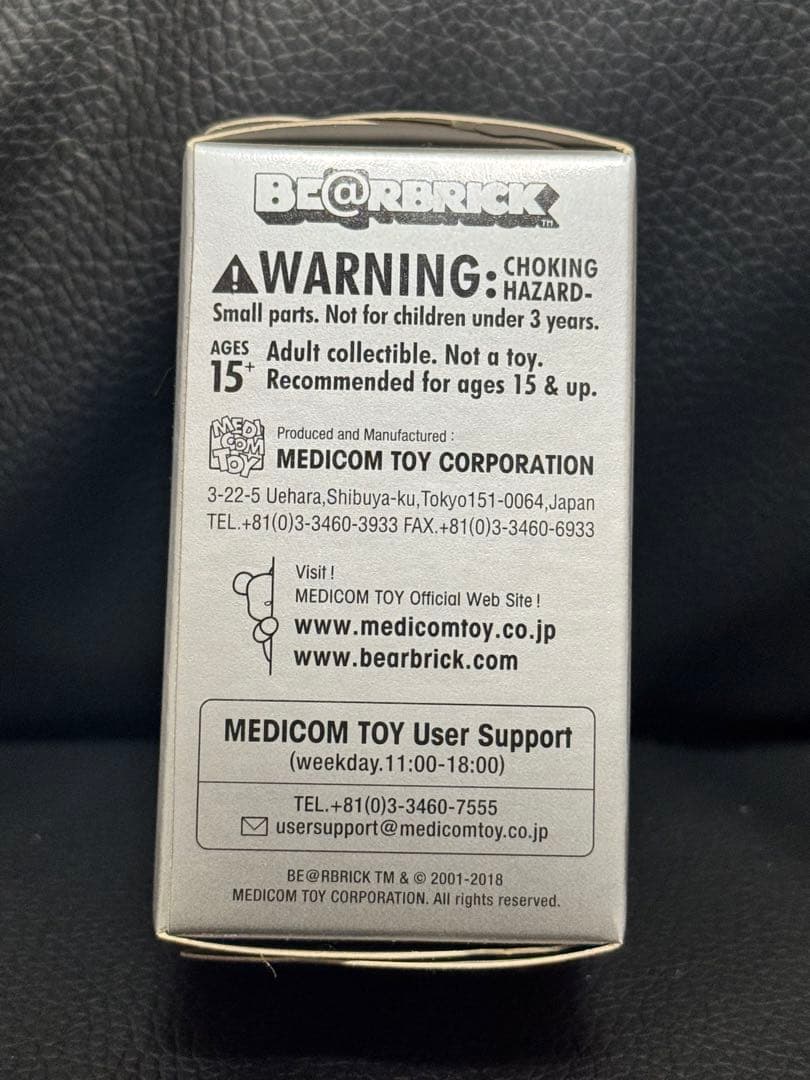 BE@RBRICK TM
WARNING: CHOKING HAZARD-
Small parts. Not for children under 3 years.
AGES 15+ Adult collectible. Not a toy.
Recommended for ages 15 & up.
MEDICOM TOY
Produced and Manufactured :
MEDICOM TOY CORPORATION
3-22-5 Uehara,Shibuya-ku,Tokyo151-0064,Japan
TEL.+81(0)3-3460-3933 FAX.+81(0)3-3460-6933
Visit !
MEDICOM TOY Official Web Site !
www.medicomtoy.co.jp
www.bearbrick.com
MEDICOM TOY User Support
(weekday.11:00-18:00)
TEL.+81(0)3-3460-7555
usersupport@medicomtoy.co.jp
BE@RBRICK TM & © 2001-2018
MEDICOM TOY CORPORATION. All rights reserved.